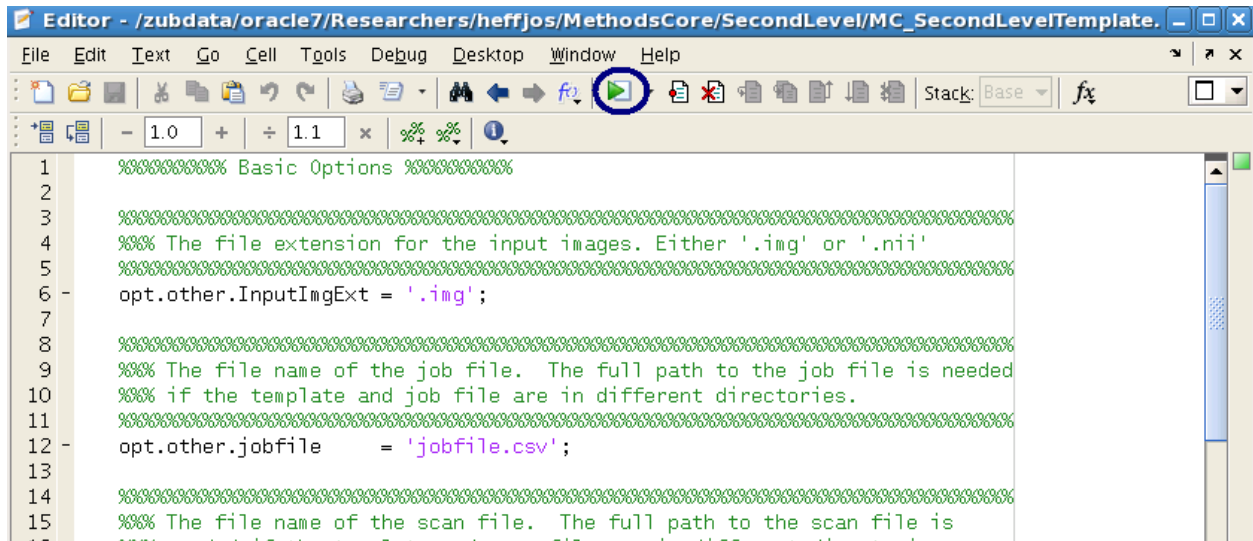 Editor - /zubdata/oracle7/Researchers/heffjos/MethodsCore/SecondLevel/MC_SecondLevelTemplate.
File Edit Text Go Cell Tools Debug Desktop Window Help
Stack: Base fx
- 1.0 + ÷ 1.1 ×
1 %%%%%%%%%% Basic Options %%%%%%%%%%
2
3 %%%%%%%%%%%%%%%%%%%%%%%%%%%%%%%%%%%%%%%%%%%%%%%%%%%%%%%%%%%%%%%%%%%%%%%%%
4 %%% The file extension for the input images. Either '.img' or '.nii'
5 %%%%%%%%%%%%%%%%%%%%%%%%%%%%%%%%%%%%%%%%%%%%%%%%%%%%%%%%%%%%%%%%%%%%%%%%%
6 - opt.other.InputImgExt = '.img';
7
8 %%%%%%%%%%%%%%%%%%%%%%%%%%%%%%%%%%%%%%%%%%%%%%%%%%%%%%%%%%%%%%%%%%%%%%%%%
9 %%% The file name of the job file. The full path to the job file is needed
10 %%% if the template and job file are in different directories.
11 %%%%%%%%%%%%%%%%%%%%%%%%%%%%%%%%%%%%%%%%%%%%%%%%%%%%%%%%%%%%%%%%%%%%%%%%%
12 - opt.other.jobfile = 'jobfile.csv';
13
14 %%%%%%%%%%%%%%%%%%%%%%%%%%%%%%%%%%%%%%%%%%%%%%%%%%%%%%%%%%%%%%%%%%%%%%%%%
15 %%% The file name of the scan file. The full path to the scan file is